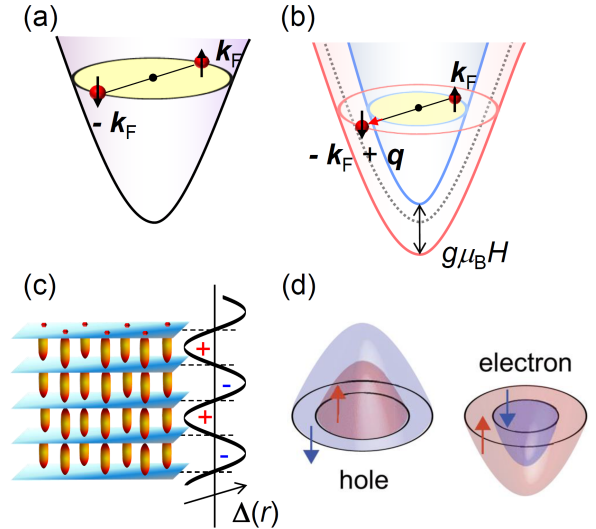 (a)
k_F
- k_F
(b)
k_F
- k_F + q
gμ_BH
(c)
+
-
+
-
Δ(r)
(d)
electron
hole